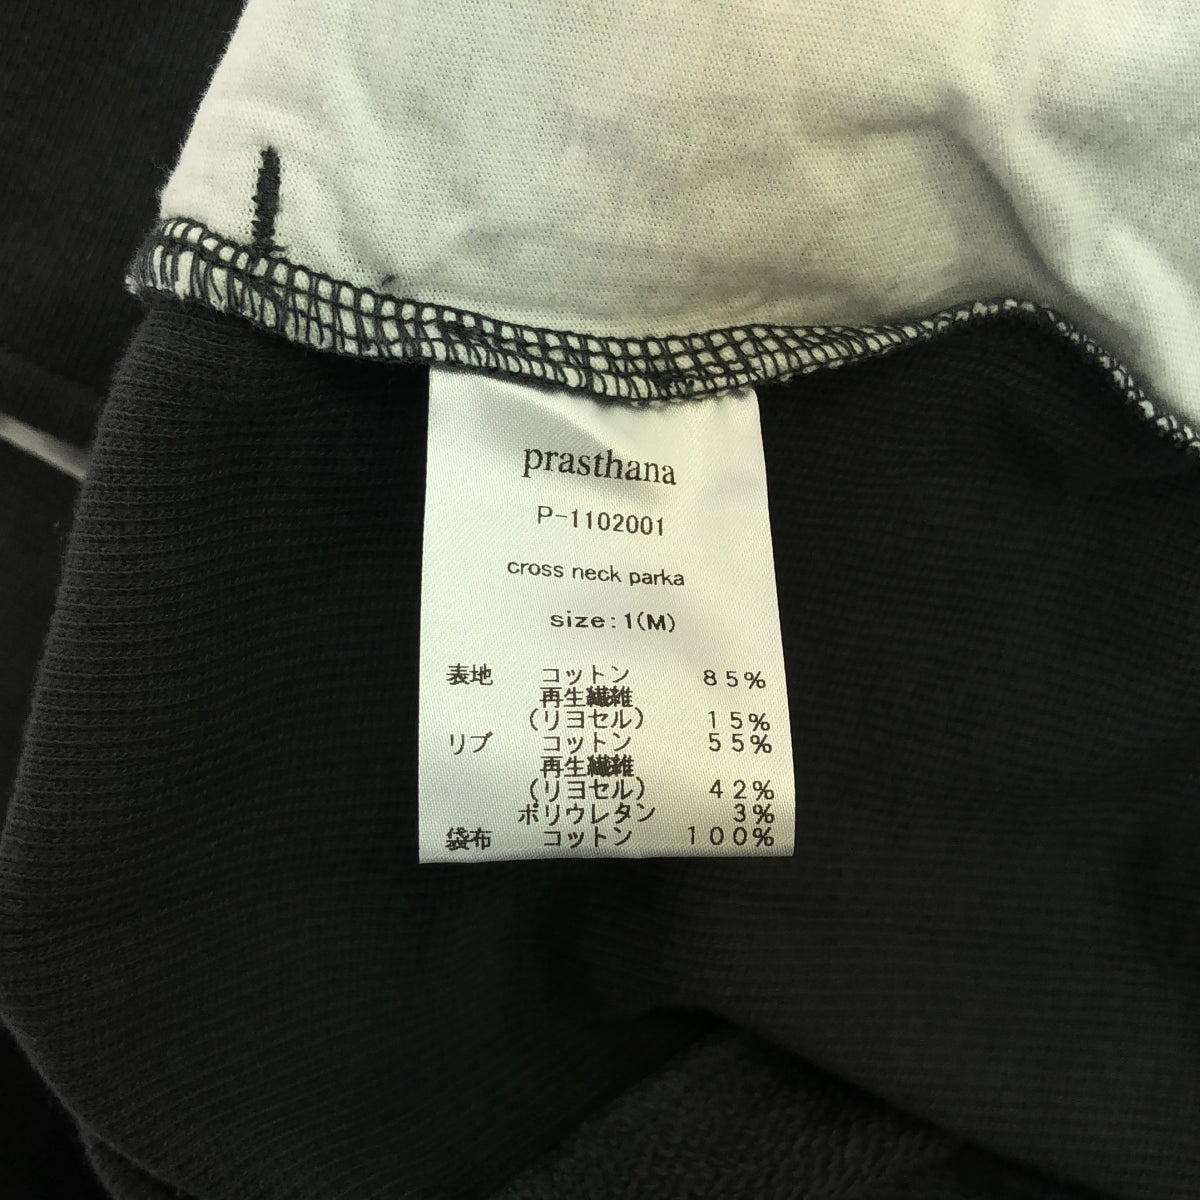 prasthana
P-1102001
cross neck parka
size:1(M)
表地 コットン 85%
再生繊維
(リヨセル) 15%
リブ コットン 55%
再生繊維
(リヨセル) 42%
ポリウレタン 3%
袋布 コットン 100%